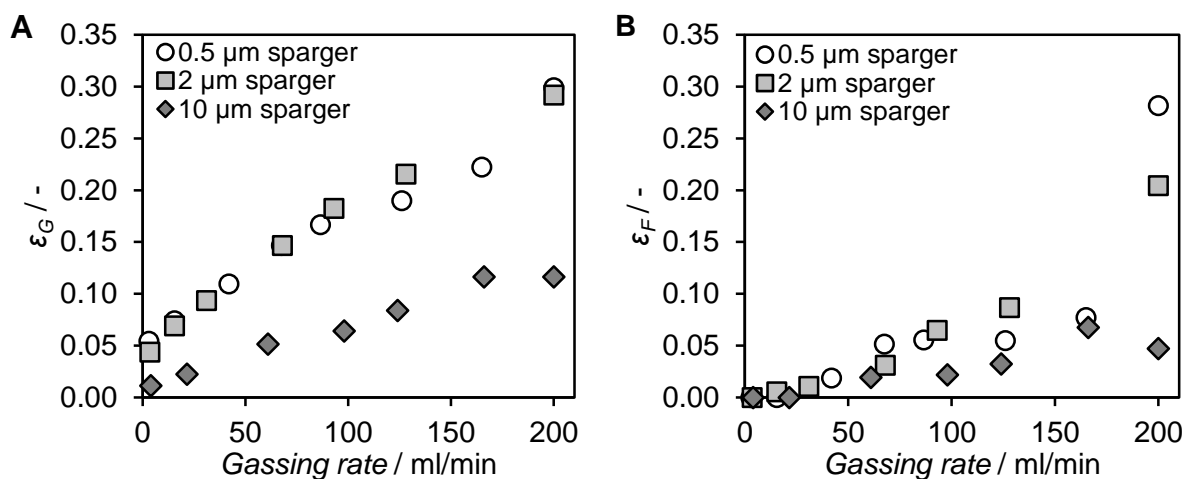 A
0.35
0.30
0.25
0.20
0.15
0.10
0.05
0.00
εG / -
0.5 µm sparger
2 µm sparger
10 µm sparger
0 50 100 150 200
Gassing rate / ml/min
B
0.35
0.30
0.25
0.20
0.15
0.10
0.05
0.00
εF / -
0.5 µm sparger
2 µm sparger
10 µm sparger
0 50 100 150 200
Gassing rate / ml/min